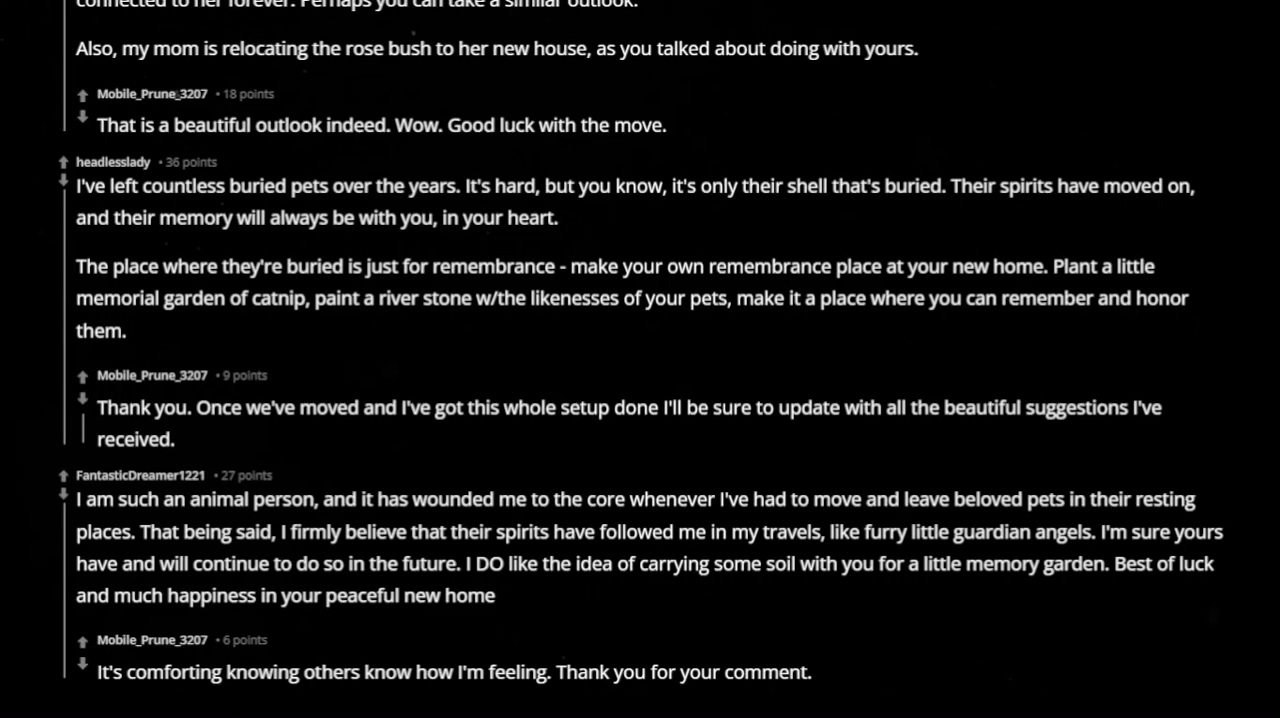 connected to her forever. Perhaps you can take a similar outlook.
Also, my mom is relocating the rose bush to her new house, as you talked about doing with yours.
Mobile_Prune_3207 • 18 points
That is a beautiful outlook indeed. Wow. Good luck with the move.
headlesslady • 36 points
I've left countless buried pets over the years. It's hard, but you know, it's only their shell that's buried. Their spirits have moved on,
and their memory will always be with you, in your heart.
The place where they're buried is just for remembrance - make your own remembrance place at your new home. Plant a little
memorial garden of catnip, paint a river stone w/the likenesses of your pets, make it a place where you can remember and honor
them.
Mobile_Prune_3207 • 9 points
Thank you. Once we've moved and I've got this whole setup done I'll be sure to update with all the beautiful suggestions I've
received.
FantasticDreamer1221 • 27 points
I am such an animal person, and it has wounded me to the core whenever I've had to move and leave beloved pets in their resting
places. That being said, I firmly believe that their spirits have followed me in my travels, like furry little guardian angels. I'm sure yours
have and will continue to do so in the future. I DO like the idea of carrying some soil with you for a little memory garden. Best of luck
and much happiness in your peaceful new home
Mobile_Prune_3207 • 6 points
It's comforting knowing others know how I'm feeling. Thank you for your comment.